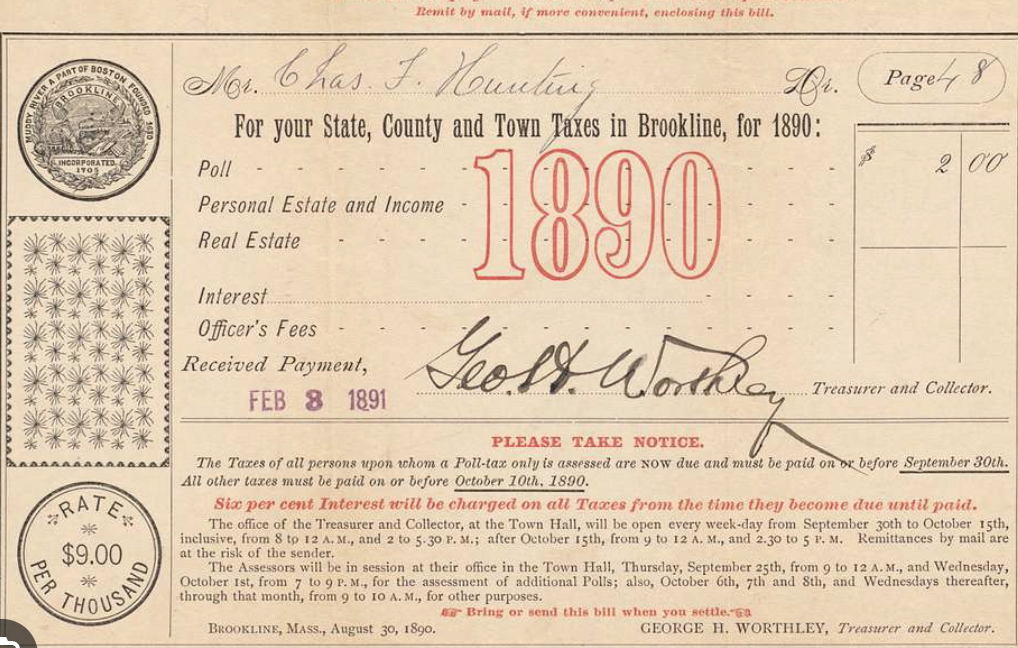 Remit by mail, if more convenient, enclosing this bill.
MUDDY RIVER A PART OF BOSTON FOUNDED 1630
BROOKLINE
INCORPORATED
1705
Mr. Chas. F. Hunting Dr.
Page 48
For your State, County and Town Taxes in Brookline, for 1890:
1890
Poll - - - - - - - - - - - - - - - $ 2 00
Personal Estate and Income - - - - - - - - - -
Real Estate - - - - - - - - - - - - -
Interest - - - -
Officer's Fees - - - - - - - - - - - -
Received Payment,
FEB 3 1891
Geo. H. Worthley Treasurer and Collector.
PLEASE TAKE NOTICE.
The Taxes of all persons upon whom a Poll-tax only is assessed are NOW due and must be paid on or before September 30th.
All other taxes must be paid on or before October 10th, 1890.
Six per cent Interest will be charged on all Taxes from the time they become due until paid.
The office of the Treasurer and Collector, at the Town Hall, will be open every week-day from September 30th to October 15th,
inclusive, from 8 to 12 A.M., and 2 to 5.30 P.M.; after October 15th, from 9 to 12 A.M., and 2.30 to 5 P.M. Remittances by mail are
at the risk of the sender.
The Assessors will be in session at their office in the Town Hall, Thursday, September 25th, from 9 to 12 A.M., and Wednesday,
October 1st, from 7 to 9 P.M., for the assessment of additional Polls; also, October 6th, 7th and 8th, and Wednesdays thereafter,
through that month, from 9 to 10 A.M., for other purposes.
Bring or send this bill when you settle.
BROOKLINE, MASS., August 30, 1890.
GEORGE H. WORTHLEY, Treasurer and Collector.
RATE
$9.00
PER THOUSAND